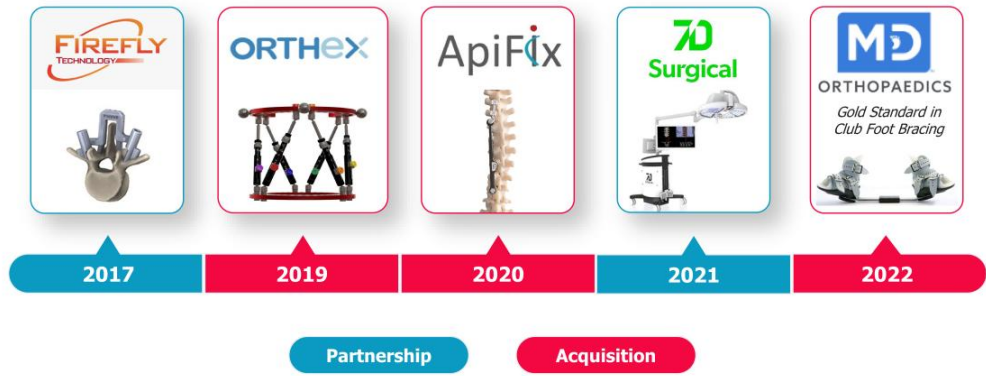 FIREFLY
TECHNOLOGY
ORTHEX
ApiFix
7D
Surgical
MD
ORTHOPAEDICS
Gold Standard in
Club Foot Bracing
7D
2017
2019
2020
2021
2022
Partnership
Acquisition